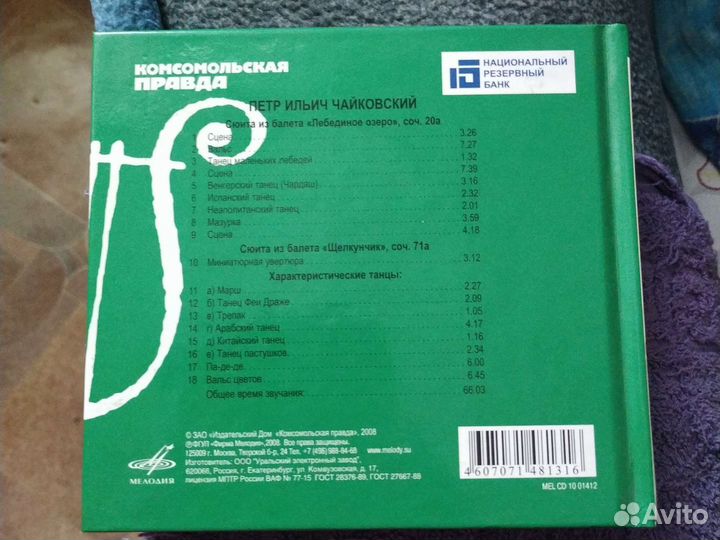 КОМСОМОЛЬСКАЯ
ПРАВДА
НАЦИОНАЛЬНЫЙ
РЕЗЕРВНЫЙ
БАНК
ПЕТР ИЛЬИЧ ЧАЙКОВСКИЙ
Сюита из балета «Лебединое озеро», соч. 20а
1 Сцена 3.26
2 Вальс 7.27
3 Танец маленьких лебедей 1.32
4 Сцена 7.39
5 Венгерский танец (Чардаш) 3.16
6 Испанский танец 2.32
7 Неаполитанский танец 2.01
8 Мазурка 3.59
9 Сцена 4.18
Сюита из балета «Щелкунчик», соч. 71а
10 Миниатюрная увертюра 3.12
Характеристические танцы:
11 а) Марш 2.27
12 б) Танец Феи Драже 2.09
13 в) Трепак 1.05
14 г) Арабский танец 4.17
15 д) Китайский танец 1.16
16 е) Танец пастушков 2.34
17 Па-де-де 6.00
18 Вальс цветов 6.45
Общее время звучания: 66.03
© ЗАО «Издательский Дом «Комсомольская правда», 2008
℗ ФГУП «Фирма Мелодия», 2008. Все права защищены.
125009 г. Москва, Тверской б-р, 24 Тел. +7 (495) 988-84-68 www.melody.su
Изготовитель: ООО "Уральский электронный завод",
620066, Россия, г. Екатеринбург, ул. Комвузовская, д. 17,
лицензия МПТР России ВАФ № 77-15 ГОСТ 28376-89, ГОСТ 27667-88
МЕЛОДИЯ
4607071481316
MEL CD 10 01412
Avito